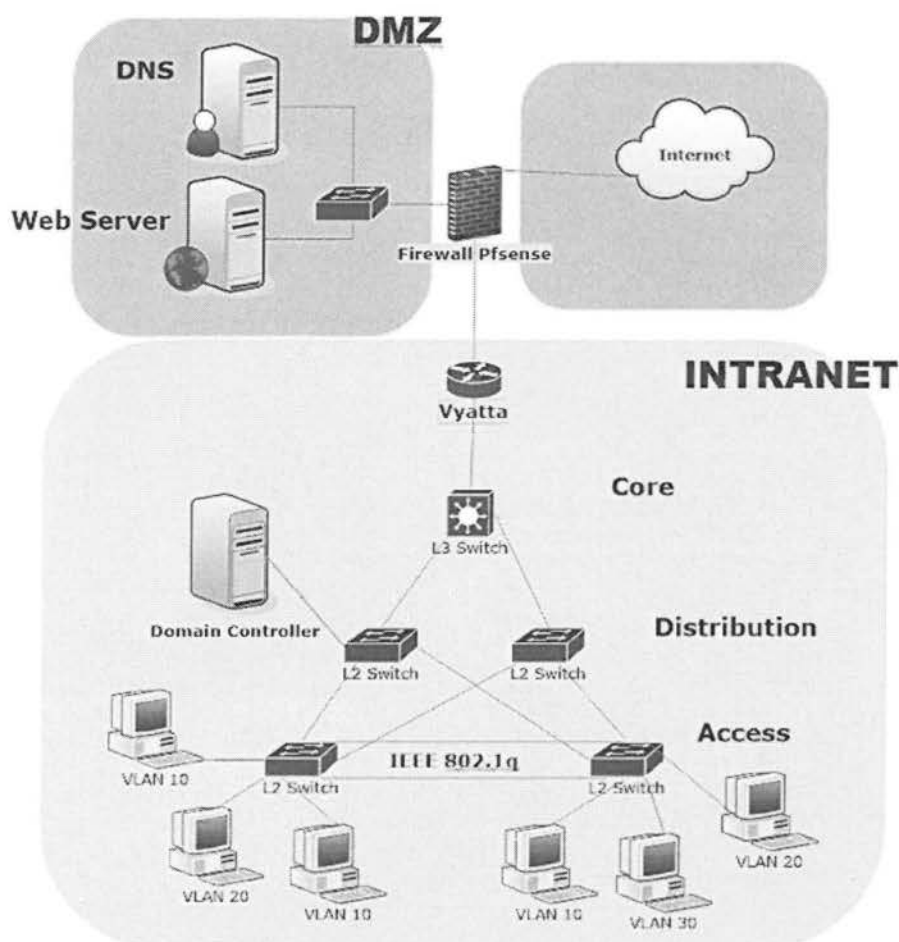 DMZ
DNS
Internet
Web Server
Firewall Pfsense
INTRANET
Vyatta
Core
L3 Switch
Domain Controller
Distribution
L2 Switch
L2 Switch
Access
VLAN 10
IEEE 802.1q
L2 Switch
L2 Switch
VLAN 20
VLAN 20
VLAN 10
VLAN 10
VLAN 30